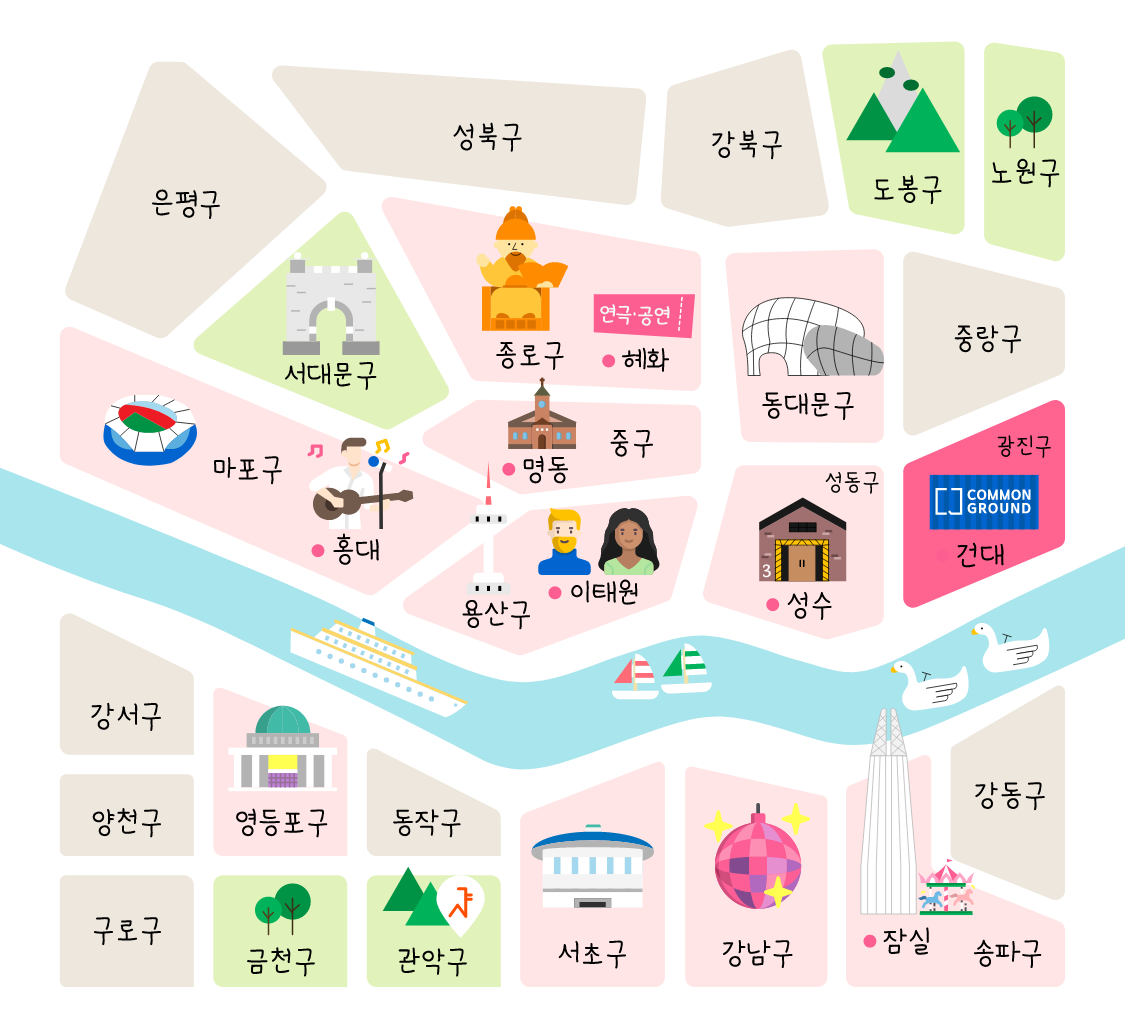 성북구
강북구
도봉구
노원구
은평구
종로구
연극·공연
혜화
서대문구
동대문구
중랑구
마포구
홍대
중구
명동
광진구
COMMON
GROUND
건대
성동구
3
성수
이태원
용산구
강서구
양천구
영등포구
동작구
강동구
구로구
금천구
관악구
서초구
강남구
잠실
송파구